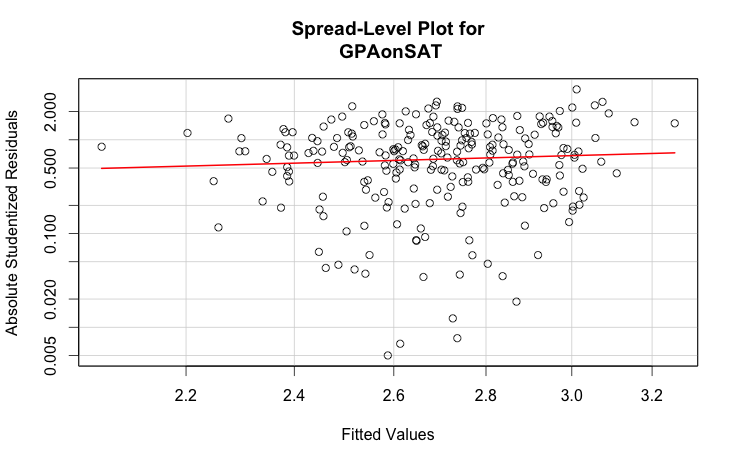 Spread-Level Plot for
GPAonSAT
Absolute Studentized Residuals
2.000
0.500
0.100
0.020
0.005
2.2 2.4 2.6 2.8 3.0 3.2
Fitted Values